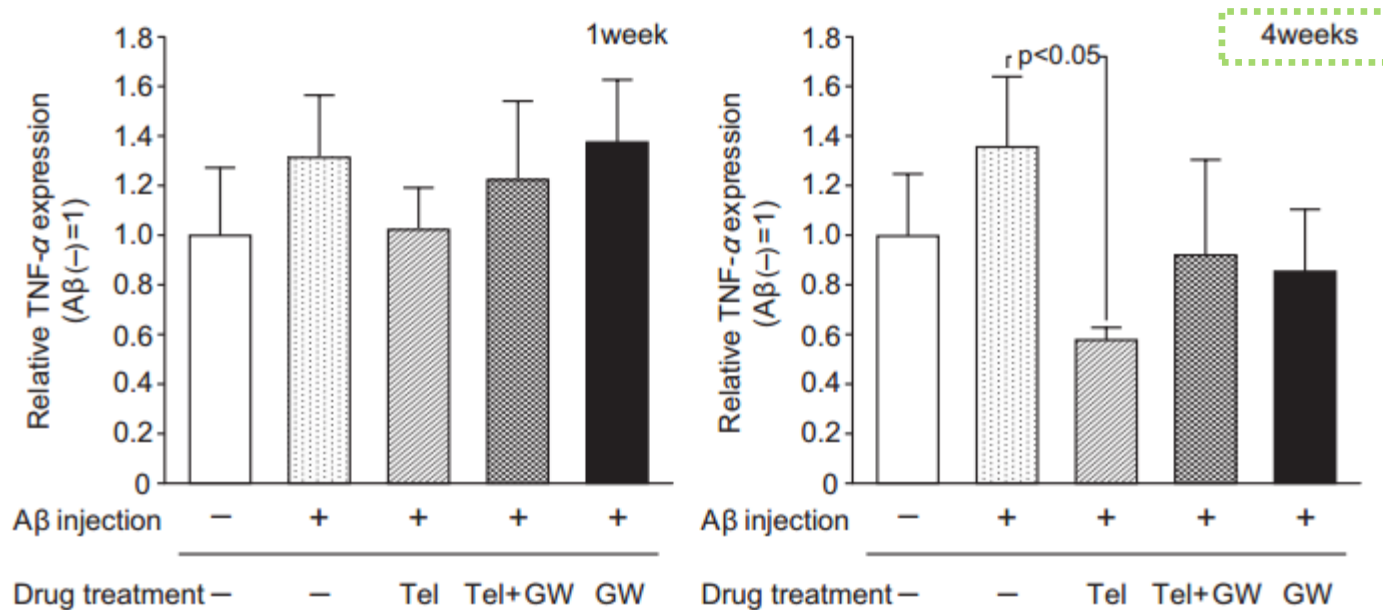 1week
Relative TNF-α expression
(Aβ (–) =1)
1.8
1.6
1.4
1.2
1.0
0.8
0.6
0.4
0.2
0
Aβ injection – + + + +
Drug treatment – – Tel Tel+GW GW
4weeks
p<0.05
Relative TNF-α expression
(Aβ (–) =1)
1.8
1.6
1.4
1.2
1.0
0.8
0.6
0.4
0.2
0
Aβ injection – + + + +
Drug treatment – – Tel Tel+GW GW